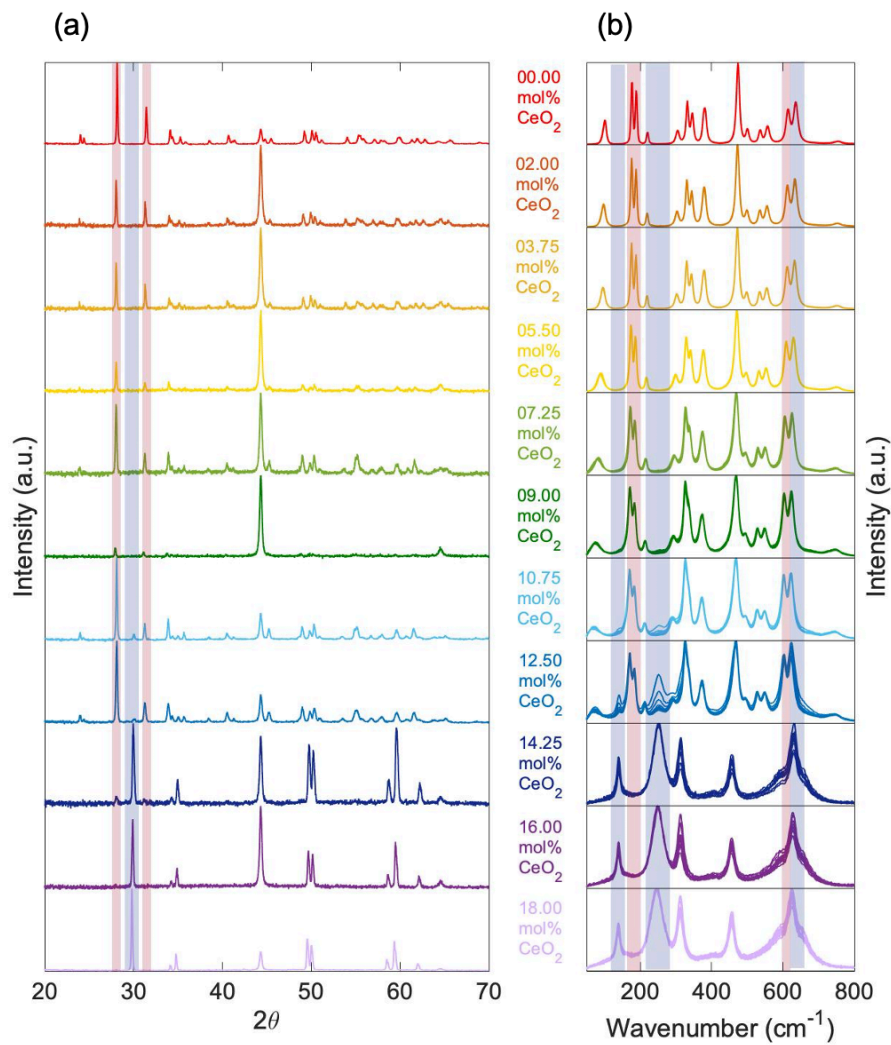 (a)
(b)
00.00
mol%
CeO₂
02.00
mol%
CeO₂
03.75
mol%
CeO₂
05.50
mol%
CeO₂
07.25
mol%
CeO₂
09.00
mol%
CeO₂
10.75
mol%
CeO₂
12.50
mol%
CeO₂
14.25
mol%
CeO₂
16.00
mol%
CeO₂
18.00
mol%
CeO₂
Intensity (a.u.)
Intensity (a.u.)
20 30 40 50 60 70
200 400 600 800
2θ
Wavenumber (cm⁻¹)